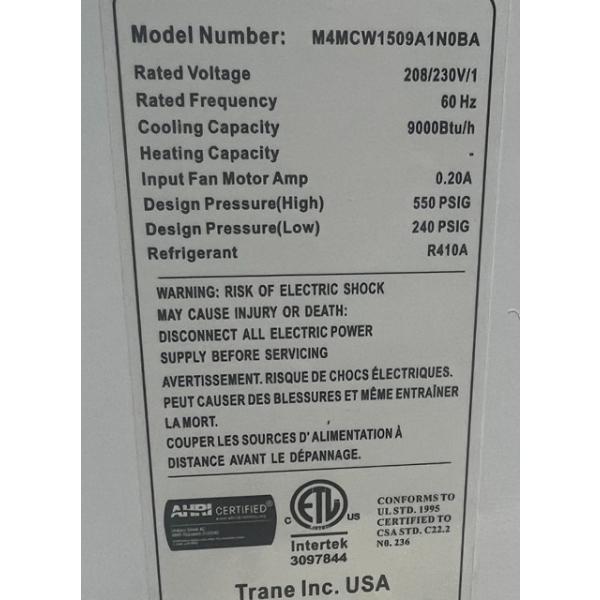 Model Number: M4MCW1509A1N0BA
Rated Voltage 208/230V/1
Rated Frequency 60 Hz
Cooling Capacity 9000Btu/h
Heating Capacity -
Input Fan Motor Amp 0.20A
Design Pressure(High) 550 PSIG
Design Pressure(Low) 240 PSIG
Refrigerant R410A
WARNING: RISK OF ELECTRIC SHOCK
MAY CAUSE INJURY OR DEATH:
DISCONNECT ALL ELECTRIC POWER
SUPPLY BEFORE SERVICING
AVERTISSEMENT. RISQUE DE CHOCS ÉLECTRIQUES.
PEUT CAUSER DES BLESSURES ET MÊME ENTRAÎNER
LA MORT.
COUPER LES SOURCES D'ALIMENTATION À
DISTANCE AVANT LE DÉPANNAGE.
AHRI CERTIFIED®
C ETL US
Intertek
3097844
CONFORMS TO
UL STD. 1995
CERTIFIED TO
CSA STD. C22.2
N0. 236
Trane Inc. USA